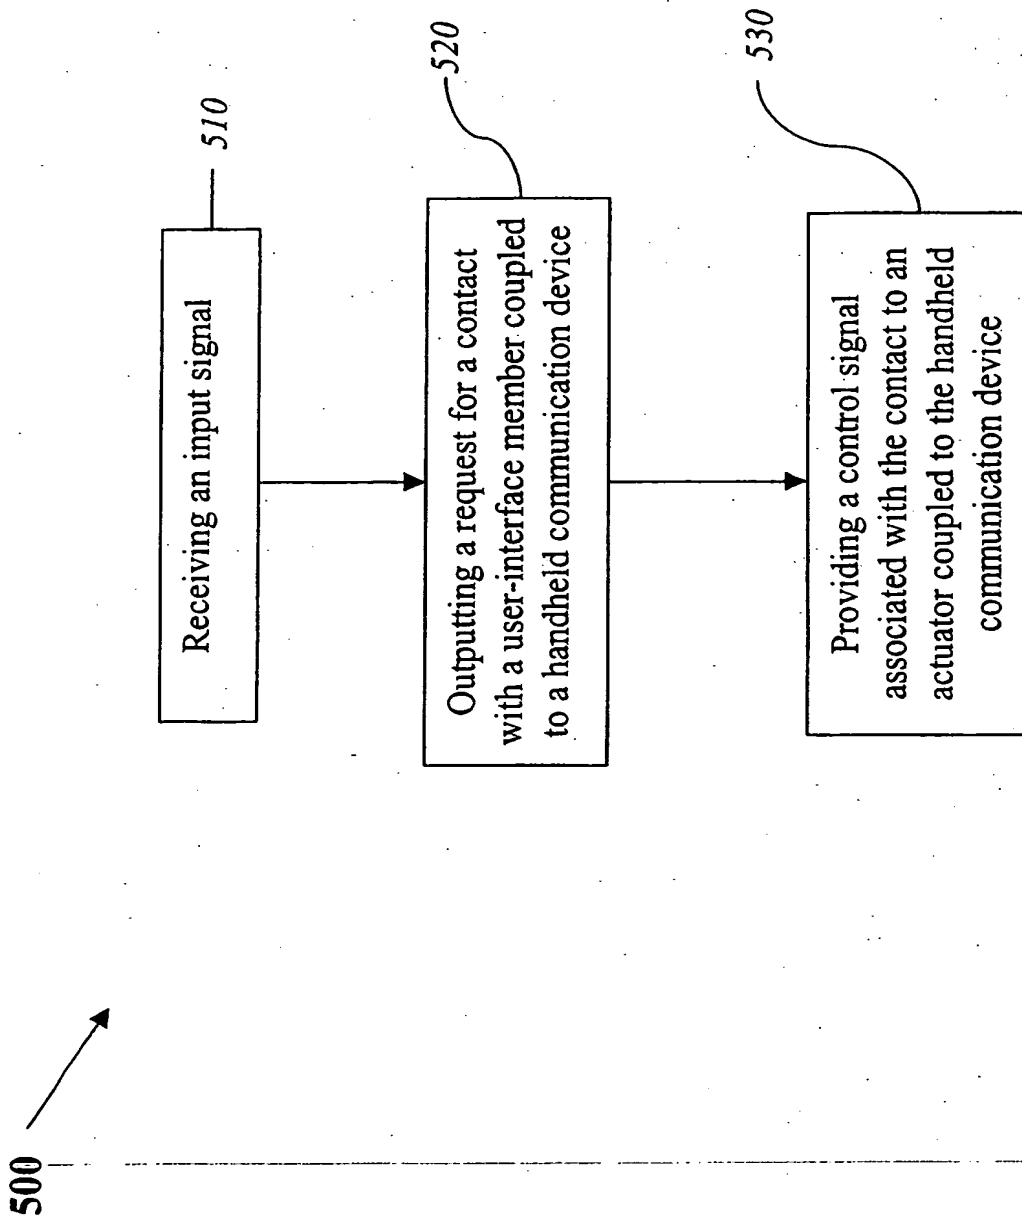 500
Receiving an input signal
510
Outputting a request for a contact
with a user-interface member coupled
to a handheld communication device
520
Providing a control signal
associated with the contact to an
actuator coupled to the handheld
communication device
530